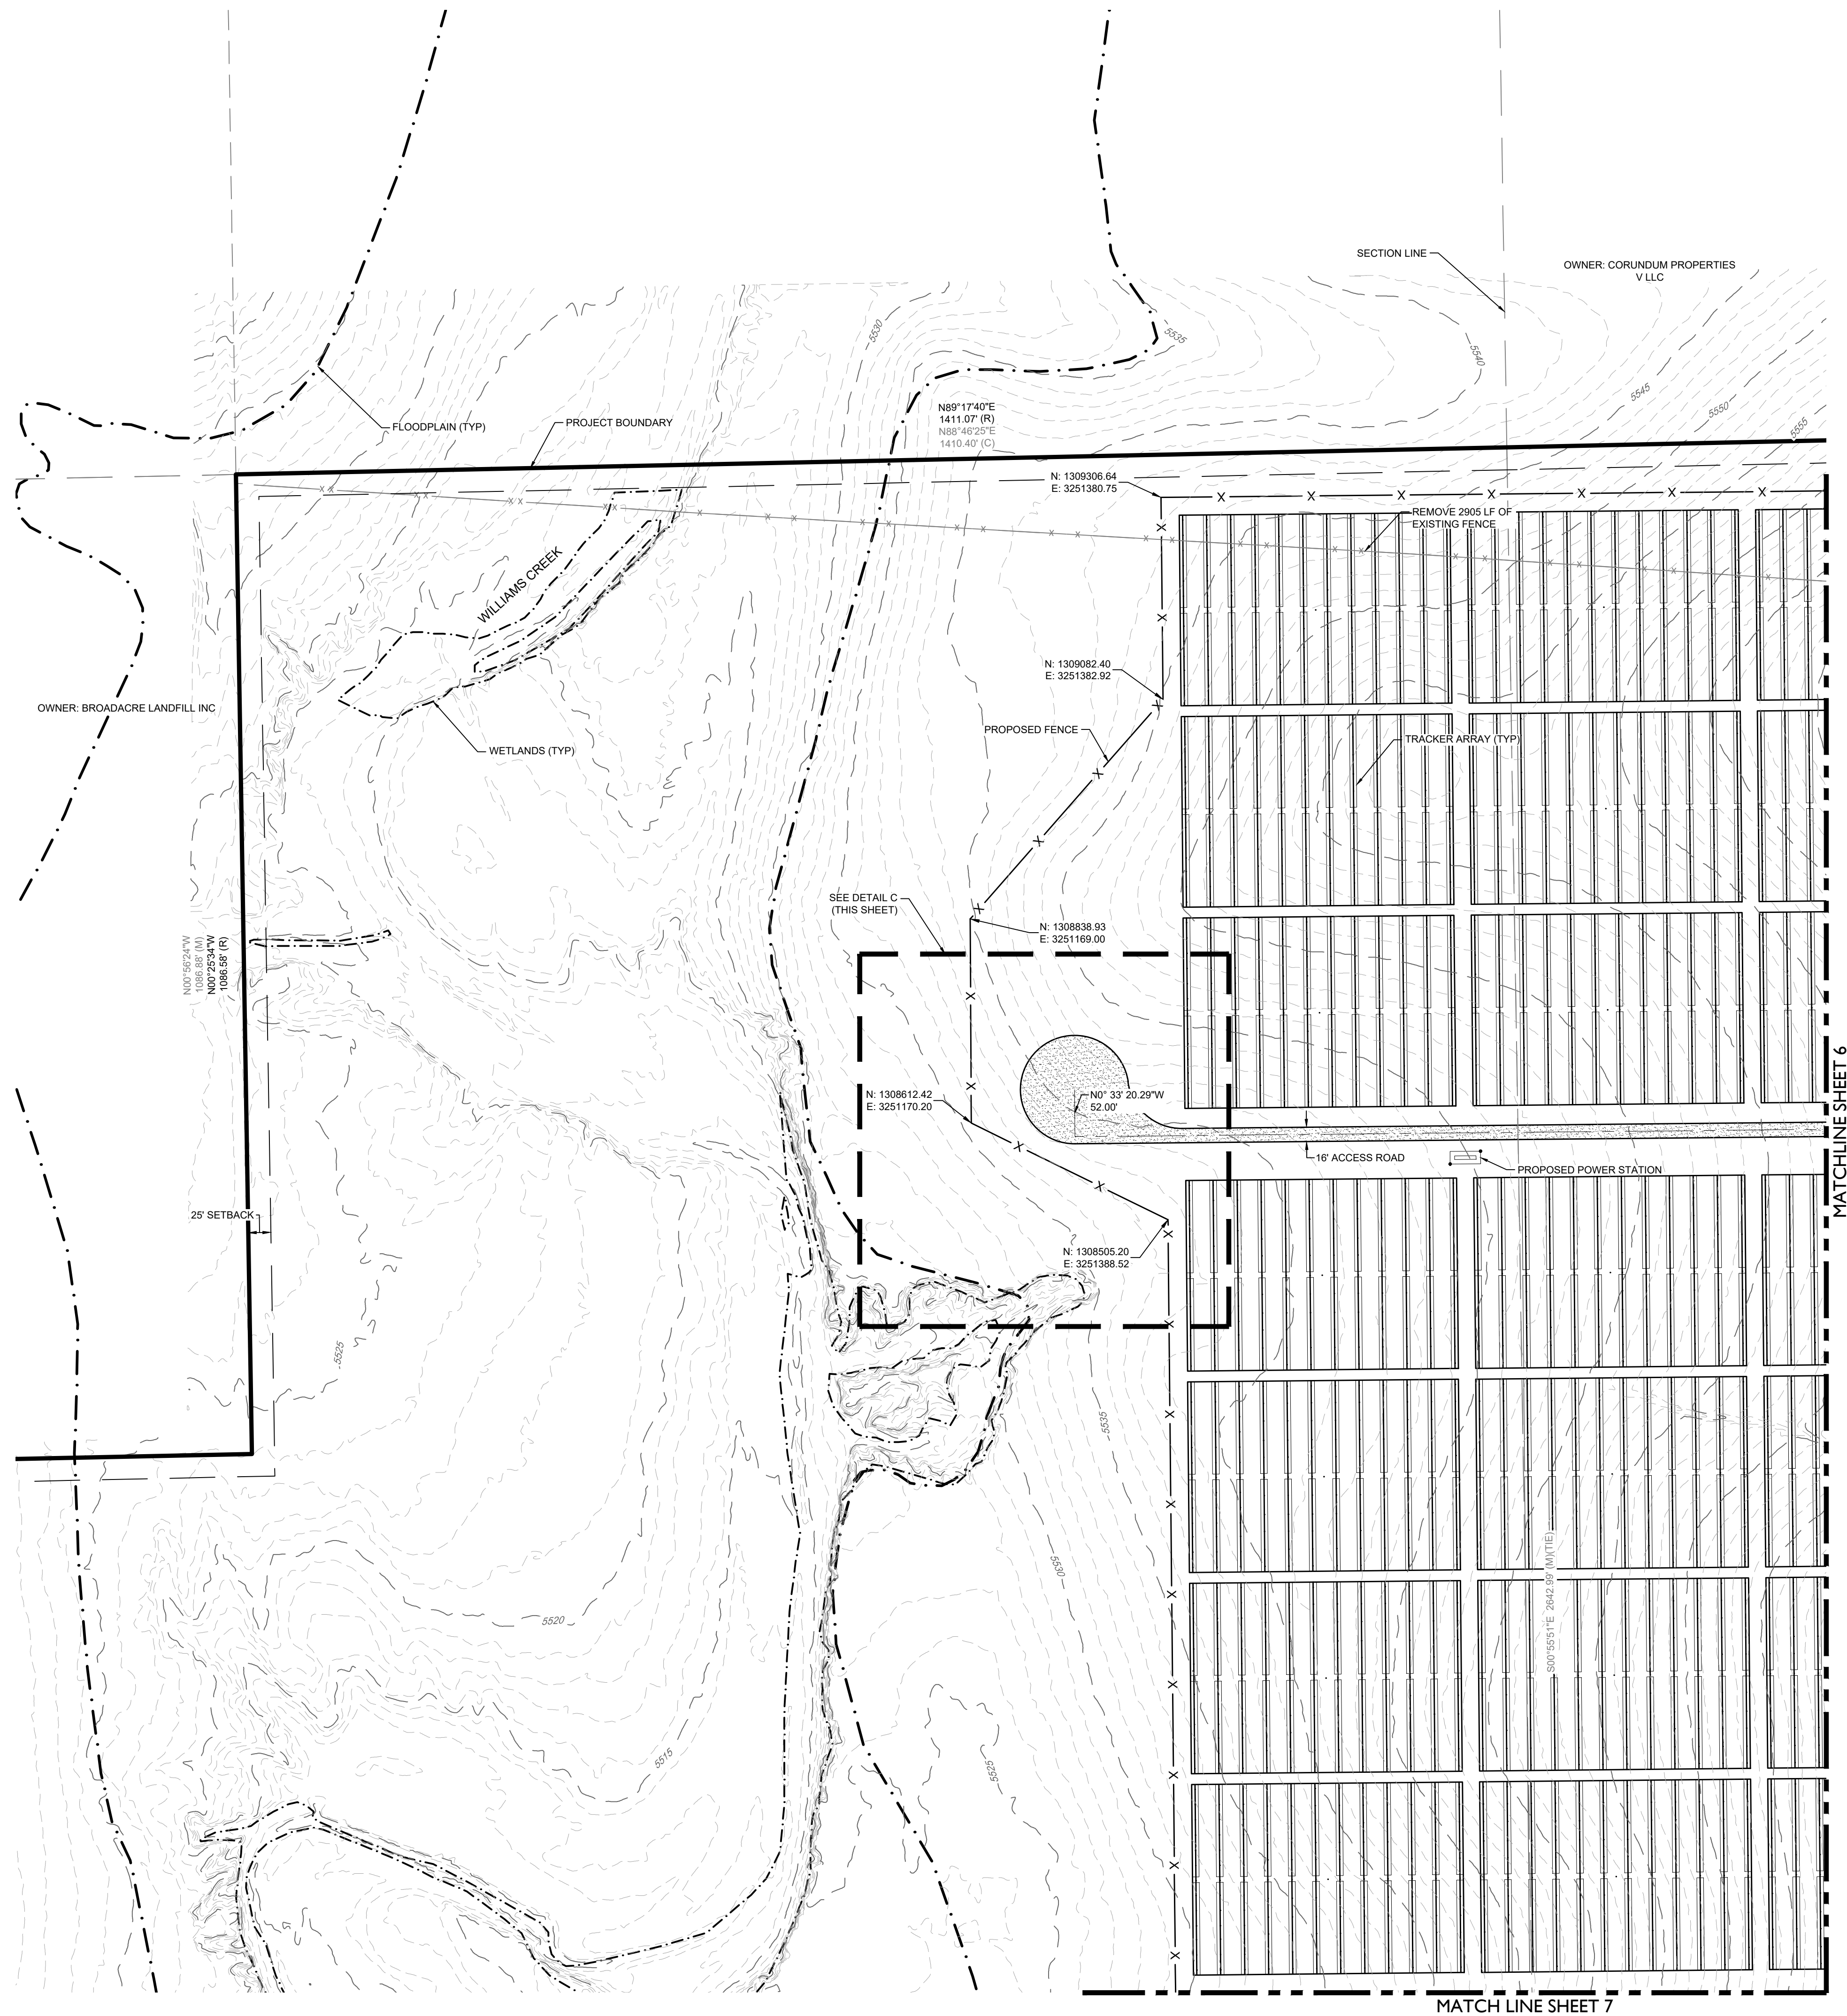 SECTION LINE
OWNER: CORUNDUM PROPERTIES
V LLC
5530
5535
5540
5545
5550
5555
FLOODPLAIN (TYP)
PROJECT BOUNDARY
N89°17'40"E
1411.07' (R)
N88°46'25"E
1410.40' (C)
N: 1309306.64
E: 3251380.75
REMOVE 2905 LF OF
EXISTING FENCE
WILLIAMS CREEK
N: 1309082.40
E: 3251382.92
OWNER: BROADACRE LANDFILL INC
WETLANDS (TYP)
PROPOSED FENCE
TRACKER ARRAY (TYP)
SEE DETAIL C
(THIS SHEET)
N: 1308838.93
E: 3251169.00
N00°56'24"W
1086.88' (M)
N00°25'34"W
1086.58' (R)
N: 1308612.42
E: 3251170.20
N0° 33' 20.29"W
52.00'
16' ACCESS ROAD
PROPOSED POWER STATION
MATCHLINE SHEET 6
25' SETBACK
N: 1308505.20
E: 3251388.52
5525
5535
5530
S00°55'51"E 2642.99' (M)(TIE)
5520
5515
5525
MATCH LINE SHEET 7